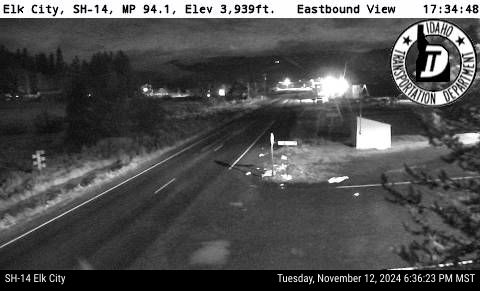 Elk City, SH-14, MP 94.1, Elev 3,939ft. Eastbound View 17:34:48
IDAHO
TRANSPORTATION DEPARTMENT
SH-14 Elk City Tuesday, November 12, 2024 6:36:23 PM MST